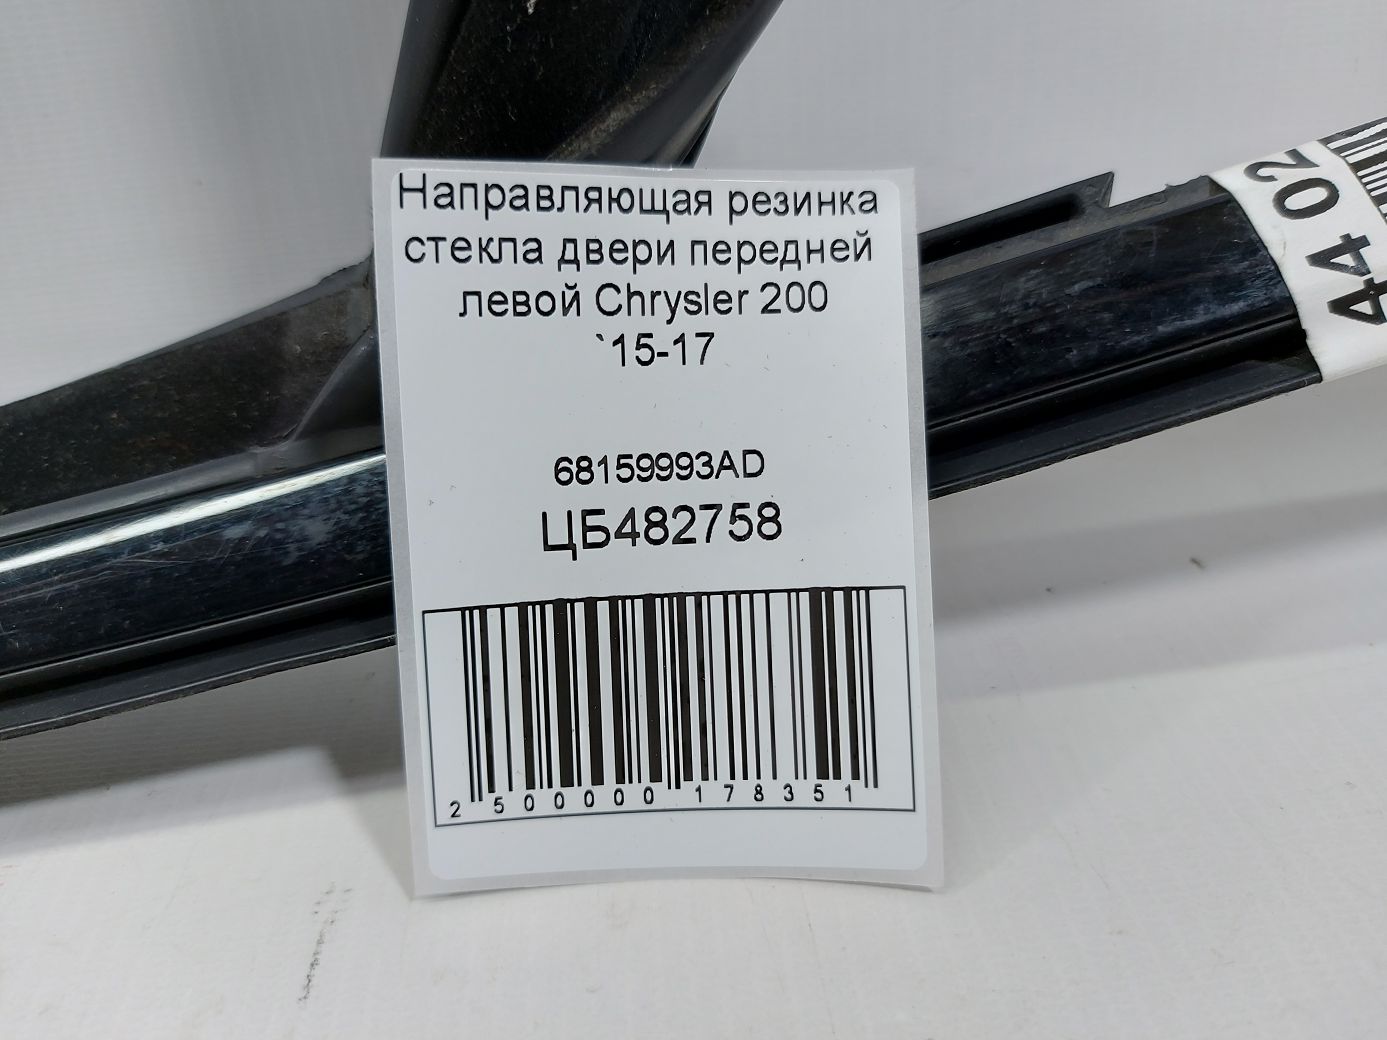 Направляющая резинка
стекла двери передней
левой Chrysler 200
`15-17
68159993AD
ЦБ482758
2 500000 178351
44 02